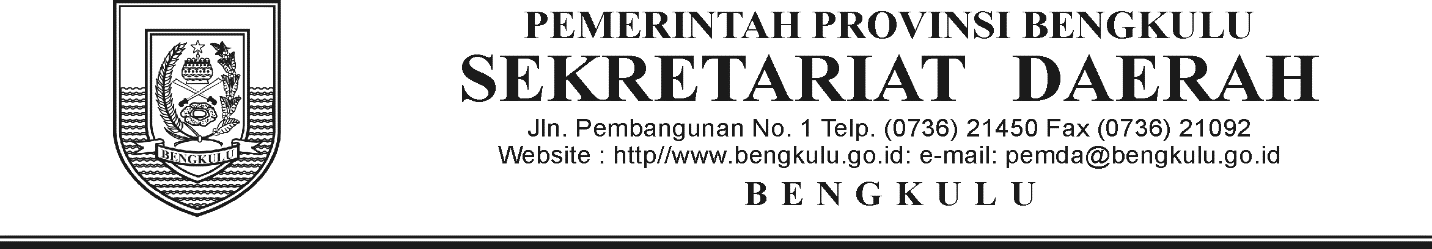 PEMERINTAH PROVINSI BENGKULU
SEKRETARIAT DAERAH
Jln. Pembangunan No. 1 Telp. (0736) 21450 Fax (0736) 21092
Website : http//www.bengkulu.go.id: e-mail: pemda@bengkulu.go.id
B E N G K U L U
BENGKULU